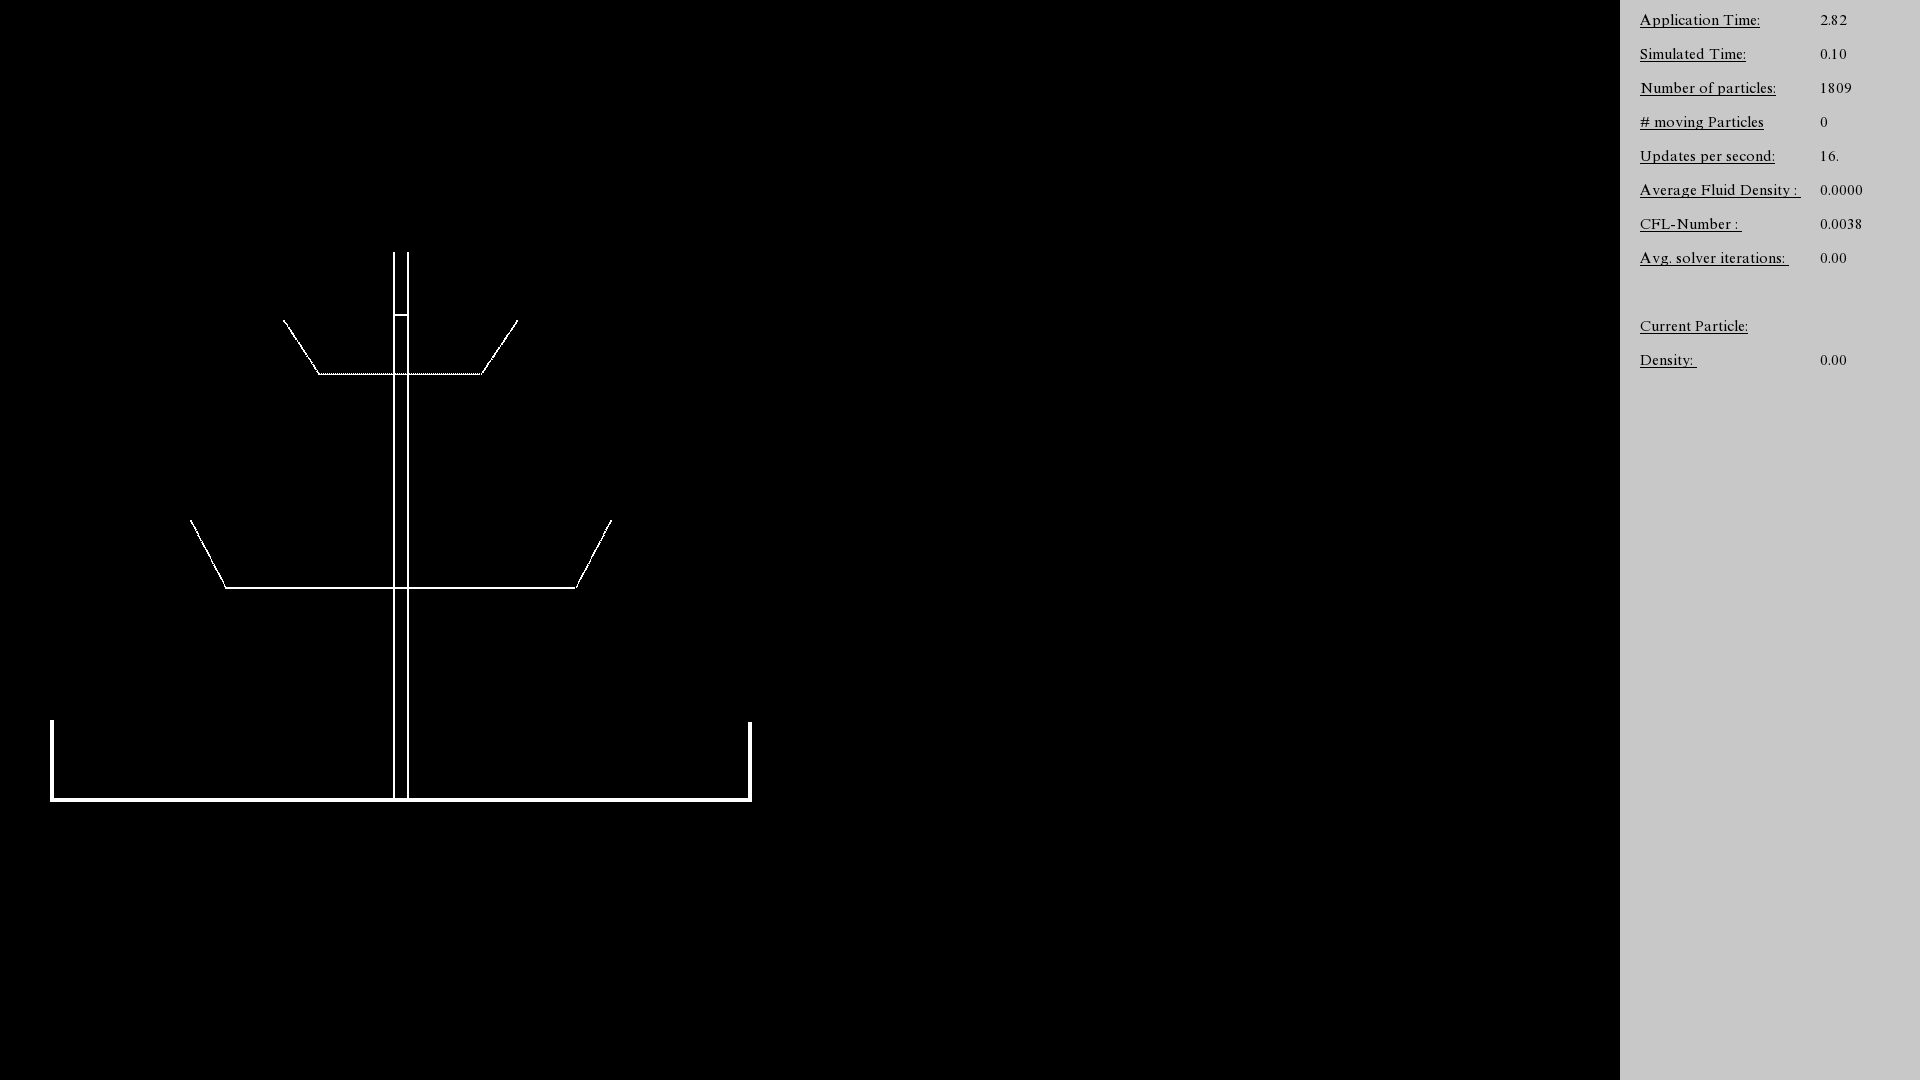 Application Time: 2.82
Simulated Time: 0.10
Number of particles: 1809
# moving Particles 0
Updates per second: 16.
Average Fluid Density : 0.0000
CFL-Number : 0.0038
Avg. solver iterations: 0.00
Current Particle:
Density: 0.00